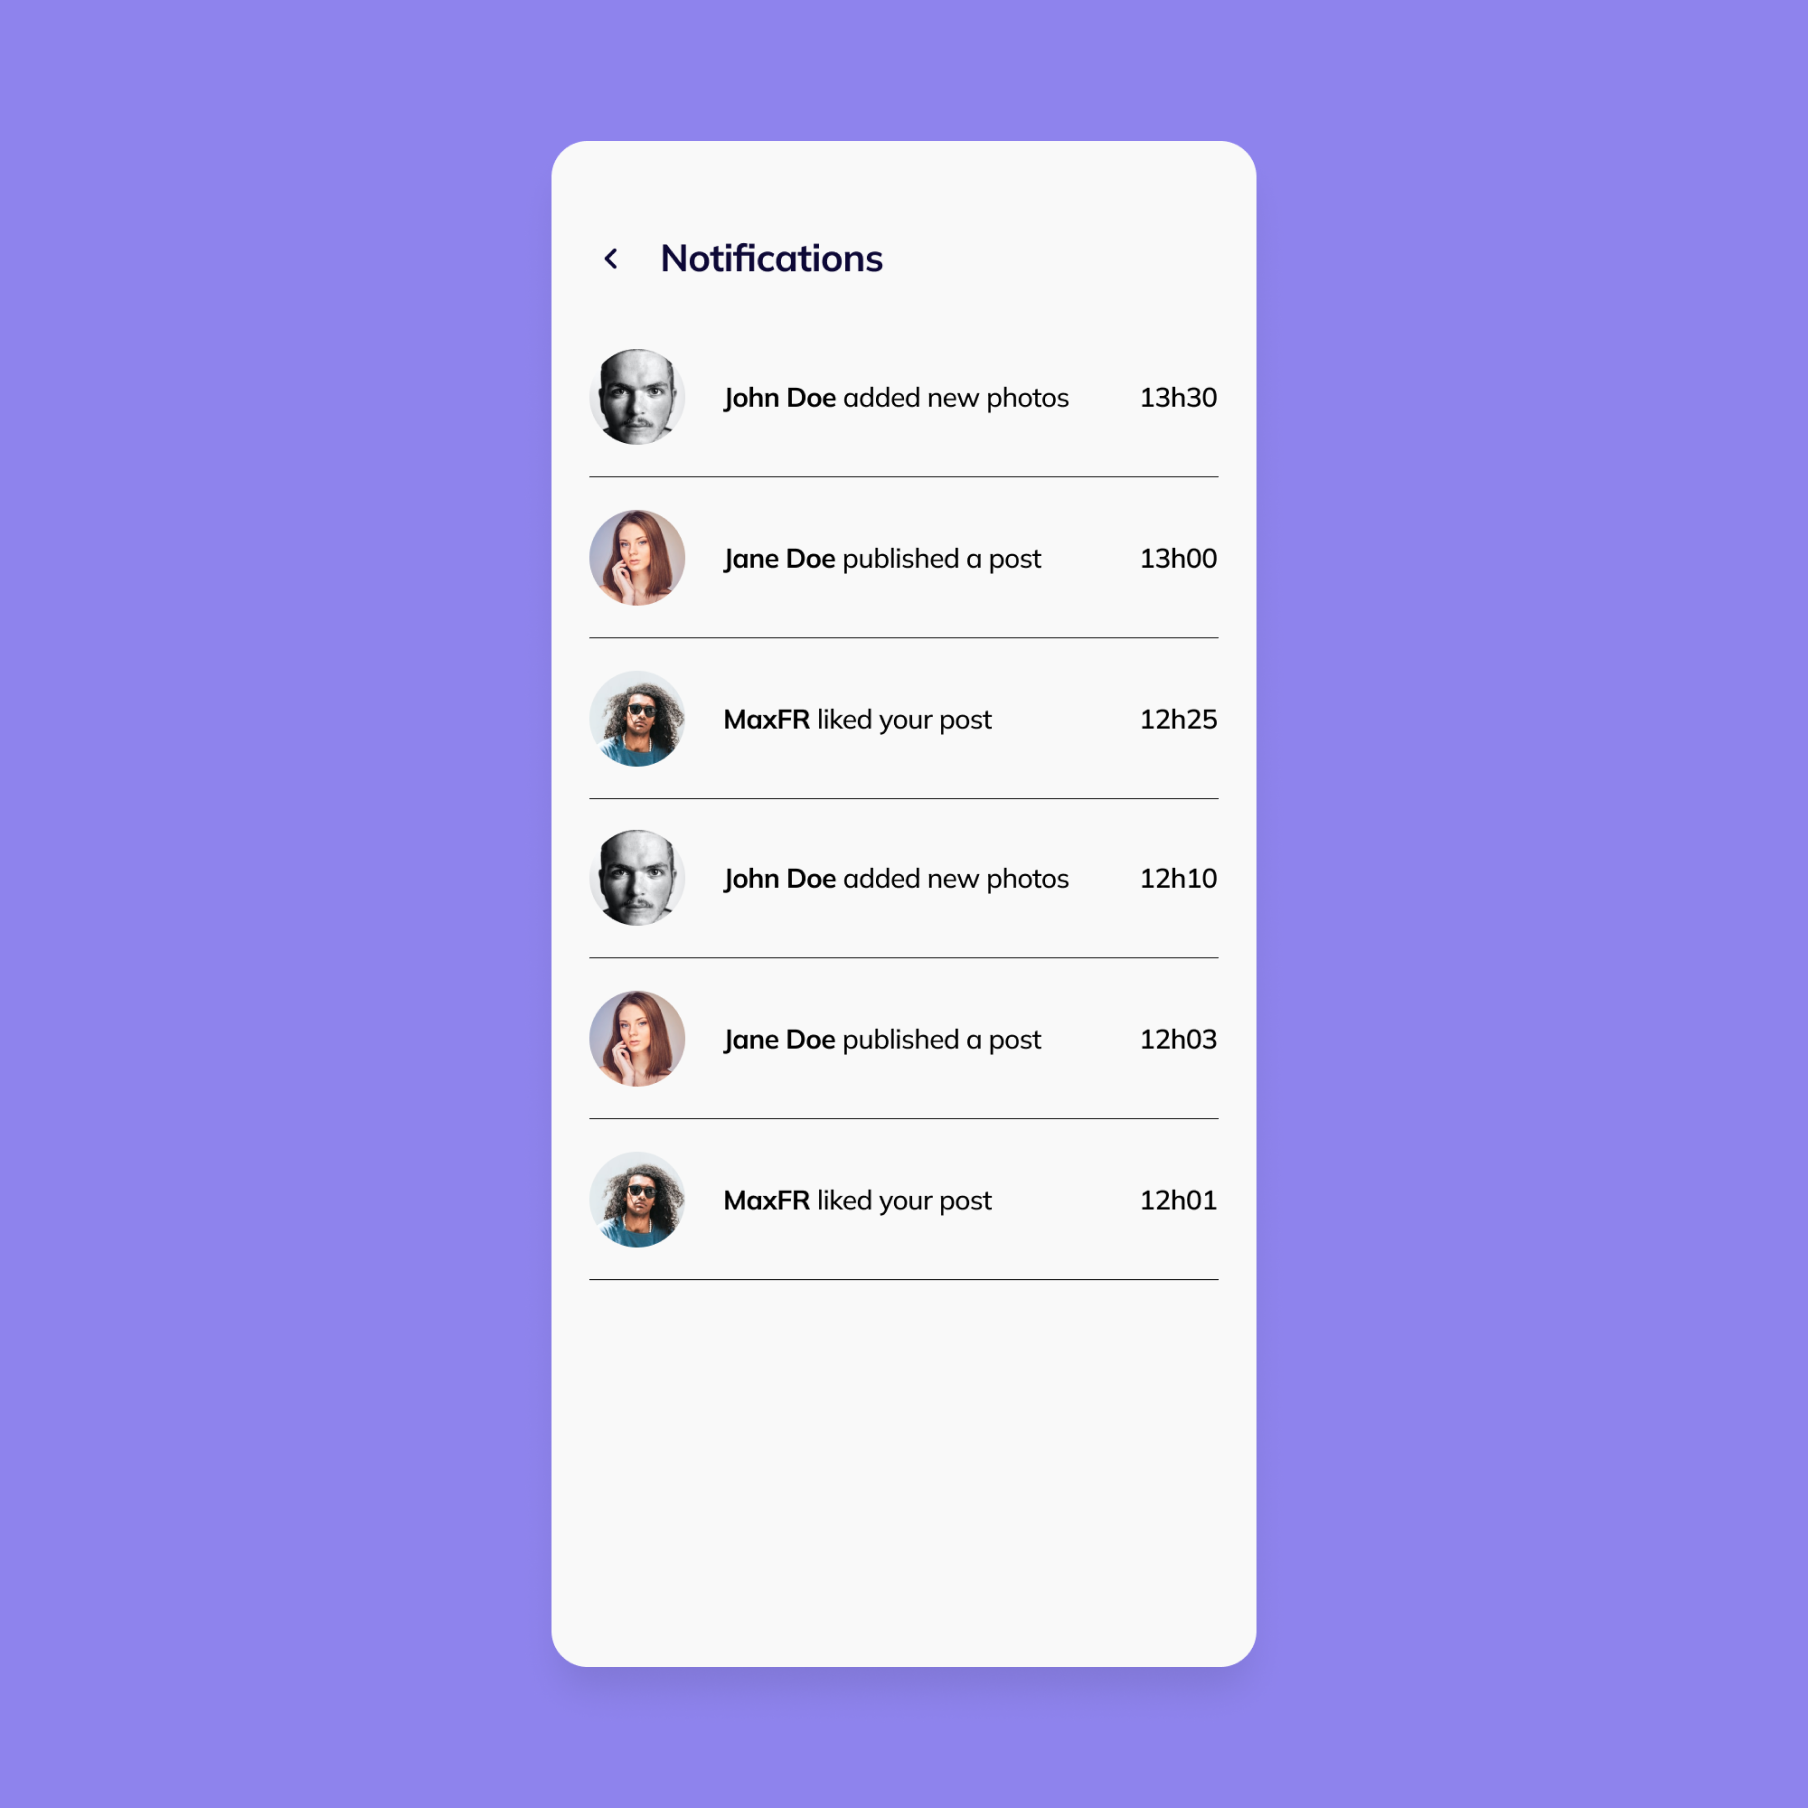 Notifications
John Doe added new photos 13h30
Jane Doe published a post 13h00
MaxFR liked your post 12h25
John Doe added new photos 12h10
Jane Doe published a post 12h03
MaxFR liked your post 12h01